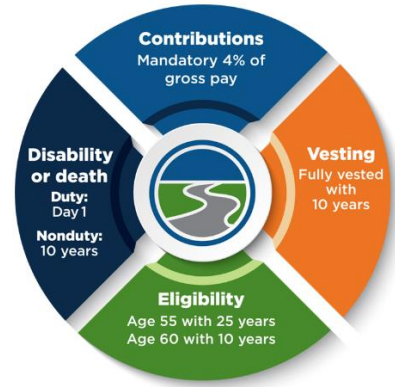 Contributions
Mandatory 4% of
gross pay
Disability
or death
Duty:
Day 1
Nonduty:
10 years
Vesting
Fully vested
with
10 years
Eligibility
Age 55 with 25 years
Age 60 with 10 years